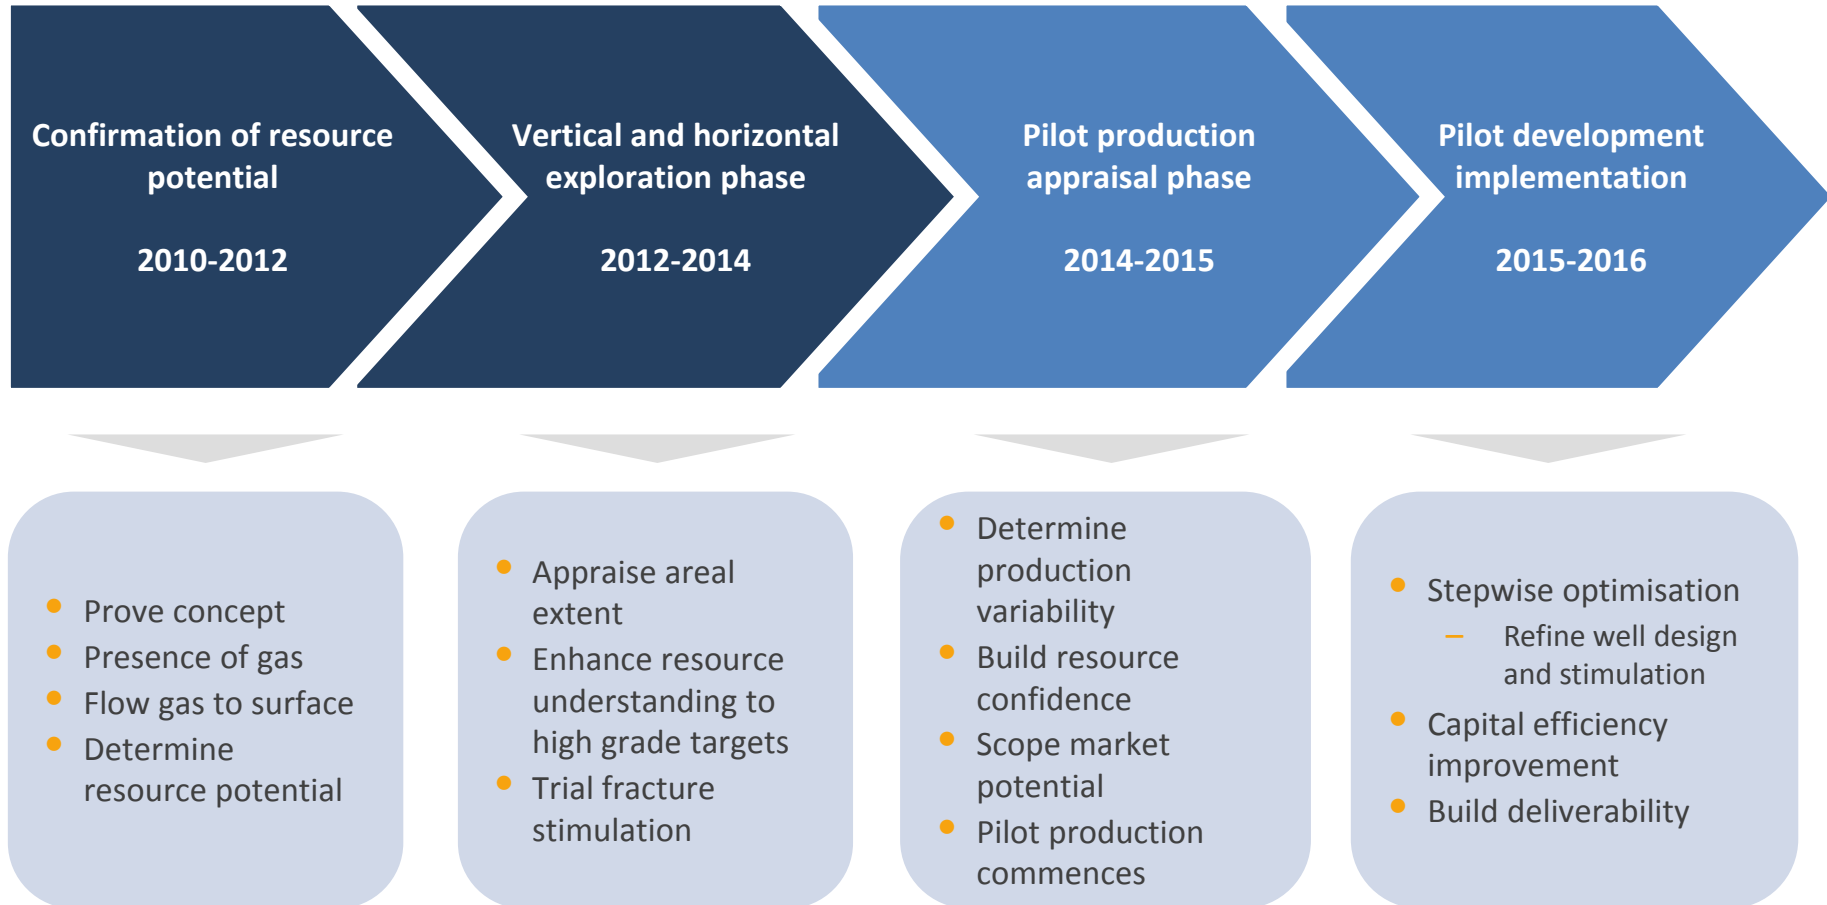 Confirmation of resource
potential
2010-2012
Vertical and horizontal
exploration phase
2012-2014
Pilot production
appraisal phase
2014-2015
Pilot development
implementation
2015-2016
• Prove concept
• Presence of gas
• Flow gas to surface
• Determine
resource potential
• Appraise areal
extent
• Enhance resource
understanding to
high grade targets
• Trial fracture
stimulation
• Determine
production
variability
• Build resource
confidence
• Scope market
potential
• Pilot production
commences
• Stepwise optimisation
– Refine well design
and stimulation
• Capital efficiency
improvement
• Build deliverability